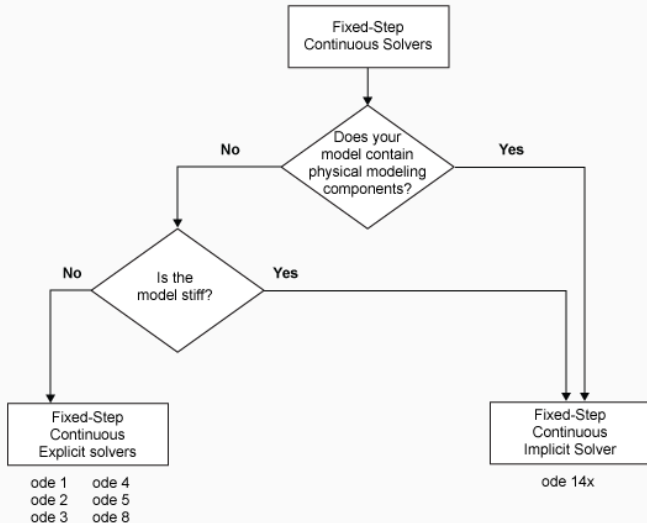 Fixed-Step
Continuous Solvers
Does your
model contain
physical modeling
components?
No
Yes
Is the
model stiff?
No
Yes
Fixed-Step
Continuous
Explicit solvers
ode 1 ode 4
ode 2 ode 5
ode 3 ode 8
Fixed-Step
Continuous
Implicit Solver
ode 14x